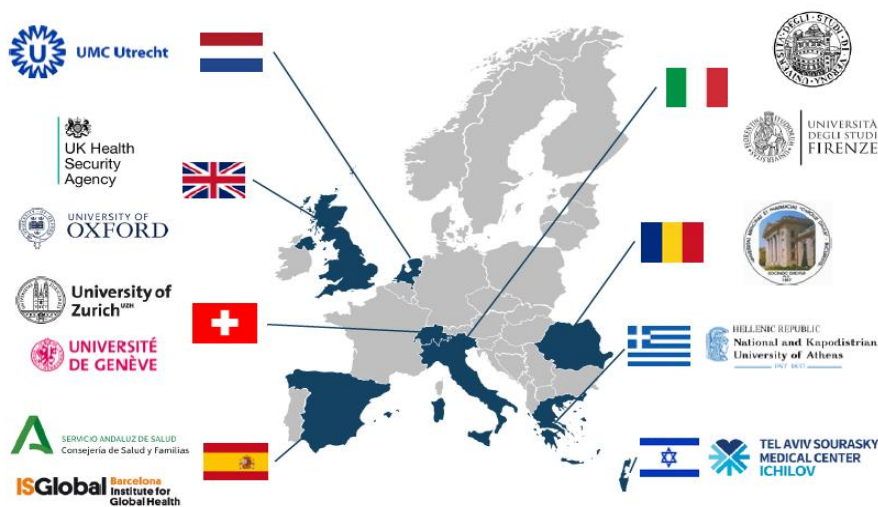 UMC Utrecht
UK Health
Security
Agency
UNIVERSITY OF
OXFORD
University of
Zurich UZH
UNIVERSITÉ
DE GENÈVE
SERVICIO ANDALUZ DE SALUD
Consejería de Salud y Familias
ISGlobal Barcelona
Institute for
Global Health
UNIVERSITÀ
DEGLI STUDI
FIRENZE
HELLENIC REPUBLIC
National and Kapodistrian
University of Athens
TEL AVIV SOURASKY
MEDICAL CENTER
ICHILOV